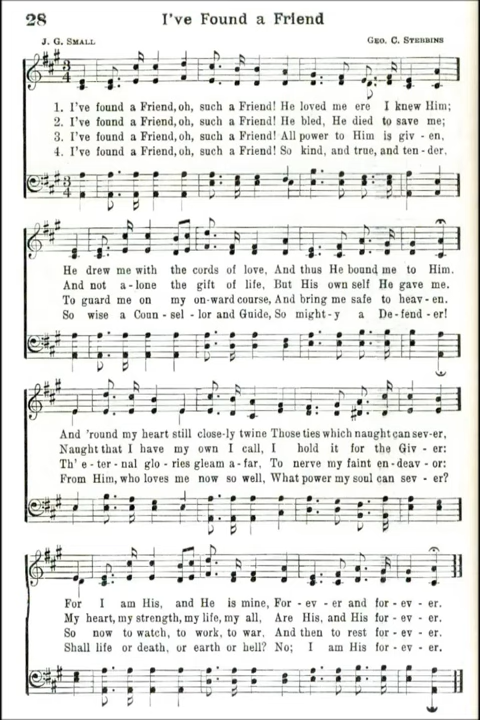 28 I've Found a Friend
J. G. SMALL GEO. C. STEBBINS
1. I've found a Friend, oh, such a Friend! He loved me ere I knew Him;
2. I've found a Friend, oh, such a Friend! He bled, He died to save me;
3. I've found a Friend, oh, such a Friend! All power to Him is giv - en,
4. I've found a Friend, oh, such a Friend! So kind, and true, and ten - der,
He drew me with the cords of love, And thus He bound me to Him.
And not a - lone the gift of life, But His own self He gave me.
To guard me on my on-ward course, And bring me safe to heav - en.
So wise a Coun - sel - lor and Guide, So might - y a De - fend - er!
And 'round my heart still close-ly twine Those ties which naught can sev-er,
Naught that I have my own I call, I hold it for the Giv - er:
Th' e - ter - nal glo - ries gleam a - far, To nerve my faint en - deav - or:
From Him, who loves me now so well, What power my soul can sev - er?
For I am His, and He is mine, For - ev - er and for - ev - er.
My heart, my strength, my life, my all, Are His, and His for - ev - er.
So now to watch, to work, to war, And then to rest for - ev - er.
Shall life or death, or earth or hell? No; I am His for - ev - er.